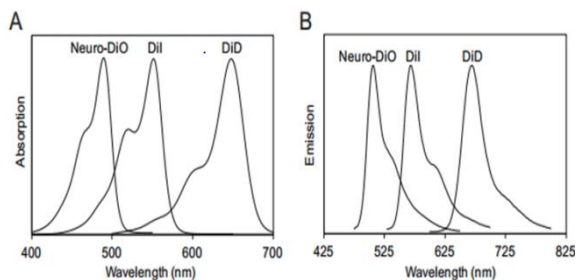 A
Neuro-DiO DiI DiD
Absorption
400 500 600 700
Wavelength (nm)
B
Neuro-DiO DiI DiD
Emission
425 525 625 725 825
Wavelength (nm)